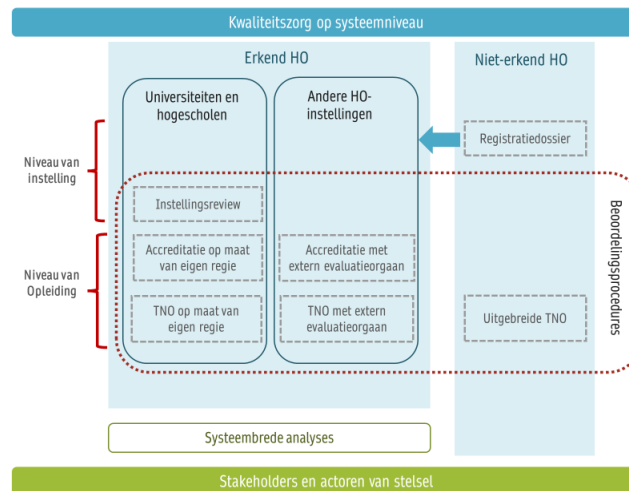 Kwaliteitszorg op systeemniveau
Erkend HO
Niet-erkend HO
Universiteiten en
hogescholen
Andere HO-
instellingen
Niveau van
instelling
Registratiedossier
Instellingsreview
Beoordelingsprocedures
Niveau van
Opleiding
Accreditatie op maat
van eigen regie
Accreditatie met
extern evaluatieorgaan
TNO op maat van
eigen regie
TNO met extern
evaluatieorgaan
Uitgebreide TNO
Systeembrede analyses
Stakeholders en actoren van stelsel